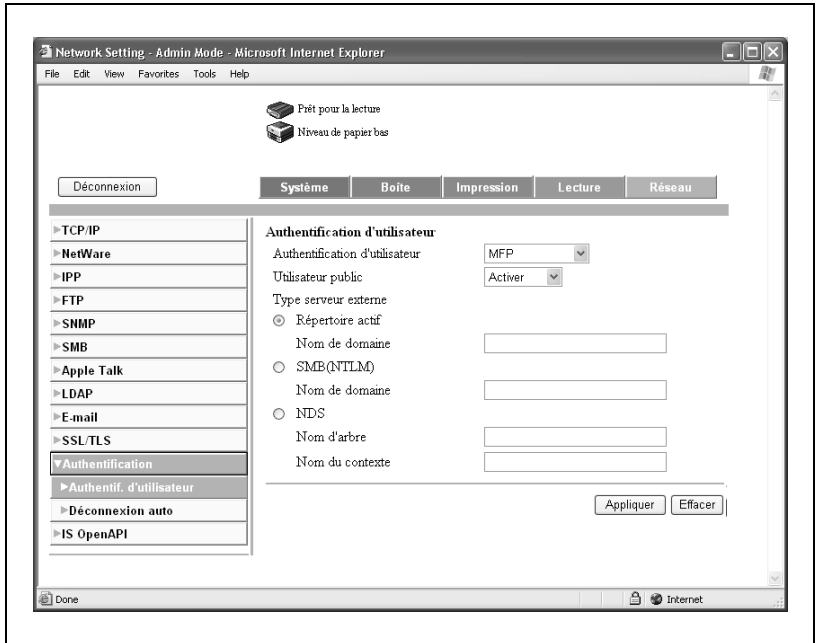 Network Setting - Admin Mode - Microsoft Internet Explorer
File Edit View Favorites Tools Help
Prêt pour la lecture
Niveau de papier bas
Déconnexion
Système Boîte Impression Lecture Réseau
TCP/IP
NetWare
IPP
FTP
SNMP
SMB
Apple Talk
LDAP
E-mail
SSL/TLS
Authentification
Authentif. d'utilisateur
Déconnexion auto
IS OpenAPI
Authentification d'utilisateur
Authentification d'utilisateur MFP
Utilisateur public Activer
Type serveur externe
Répertoire actif
Nom de domaine
SMB(NTLM)
Nom de domaine
NDS
Nom d'arbre
Nom du contexte
Appliquer Effacer
Done Internet